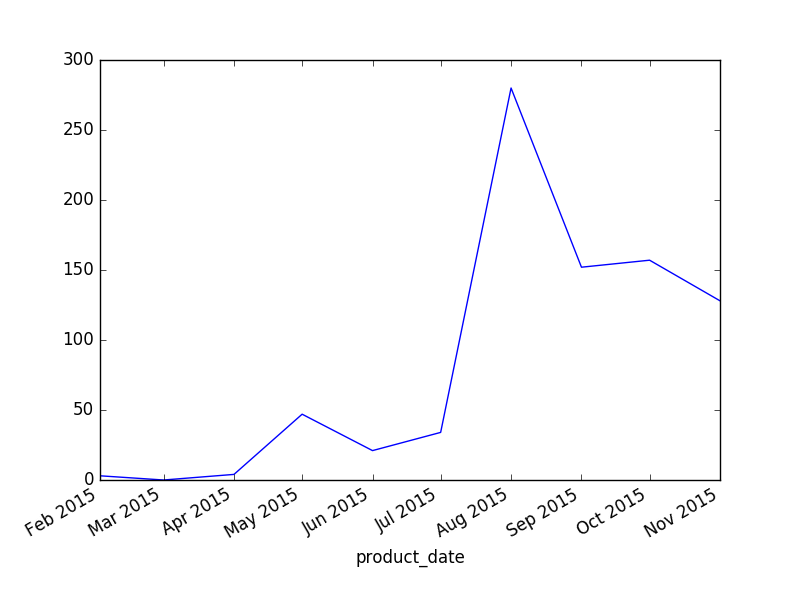 300
250
200
150
100
50
0
Feb 2015
Mar 2015
Apr 2015
May 2015
Jun 2015
Jul 2015
Aug 2015
Sep 2015
Oct 2015
Nov 2015
product_date